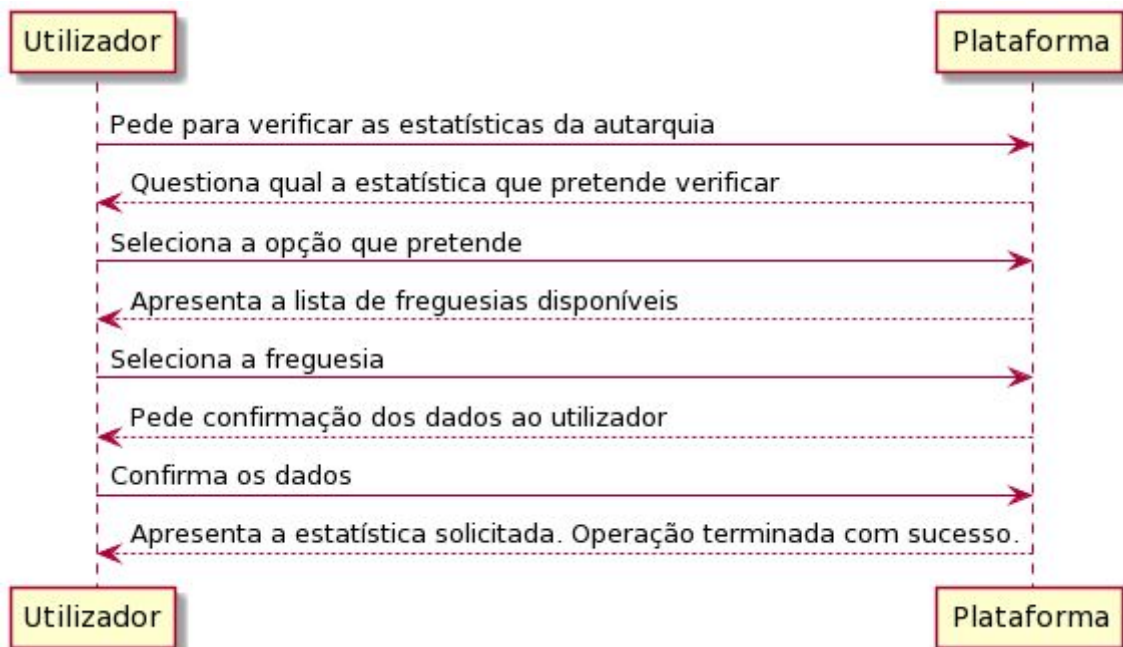 Utilizador
Plataforma
Pede para verificar as estatísticas da autarquia
Questiona qual a estatística que pretende verificar
Seleciona a opção que pretende
Apresenta a lista de freguesias disponíveis
Seleciona a freguesia
Pede confirmação dos dados ao utilizador
Confirma os dados
Apresenta a estatística solicitada. Operação terminada com sucesso.
Utilizador
Plataforma